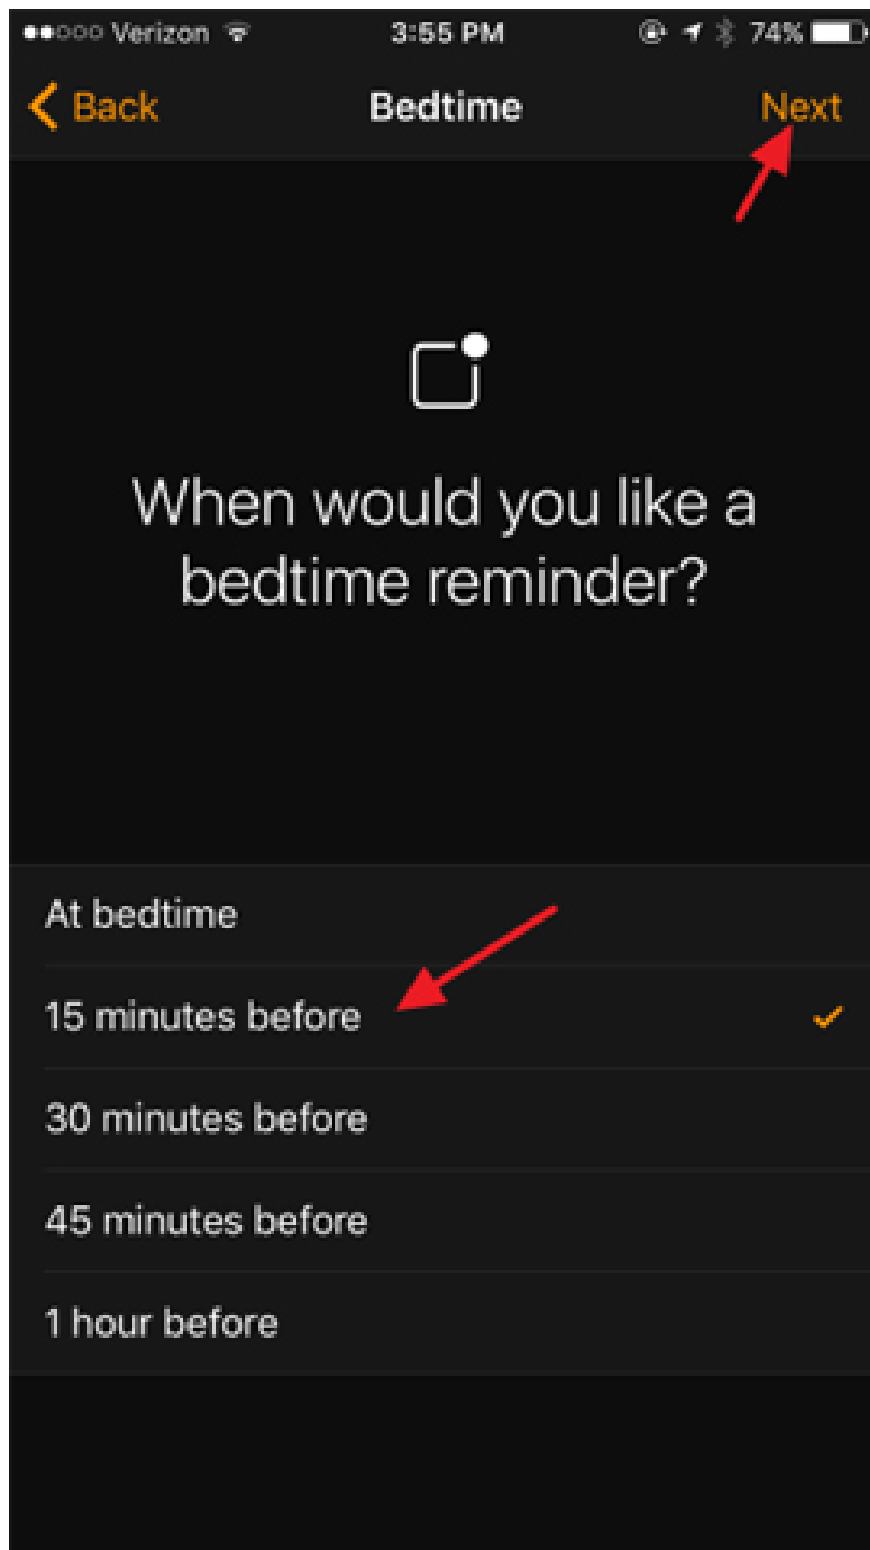 Verizon 3:55 PM 74%
Back Bedtime Next
When would you like a
bedtime reminder?
At bedtime
15 minutes before
30 minutes before
45 minutes before
1 hour before